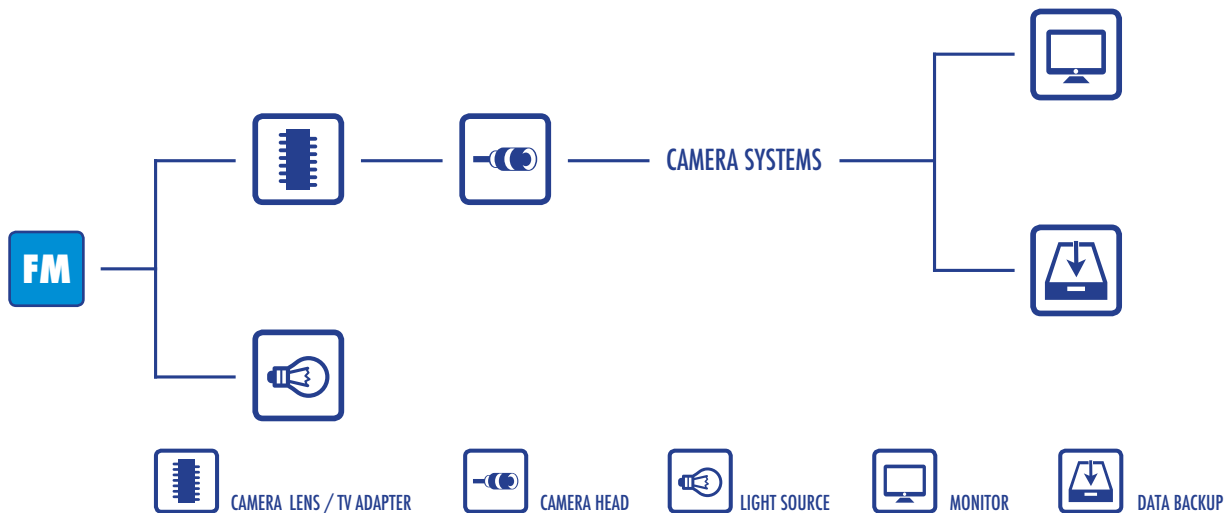 CAMERA SYSTEMS
FM
CAMERA LENS / TV ADAPTER
CAMERA HEAD
LIGHT SOURCE
MONITOR
DATA BACKUP